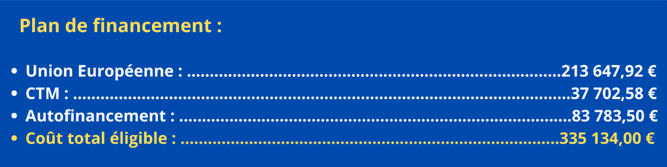 Plan de financement :
• Union Européenne : ................................................................................213 647,92 €
• CTM : ..........................................................................................................37 702,58 €
• Autofinancement : ....................................................................................83 783,50 €
• Coût total éligible : .................................................................................335 134,00 €